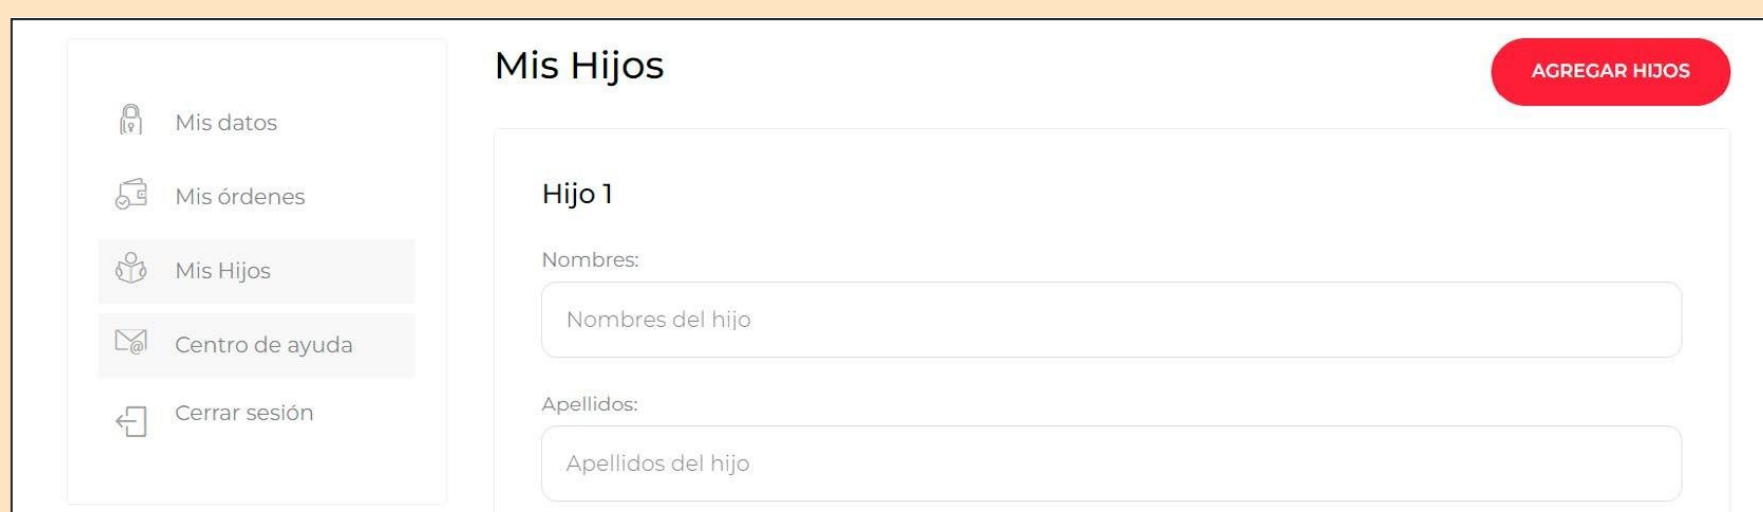 Mis datos
Mis órdenes
Mis Hijos
Centro de ayuda
Cerrar sesión
Mis Hijos
AGREGAR HIJOS
Hijo 1
Nombres:
Nombres del hijo
Apellidos:
Apellidos del hijo